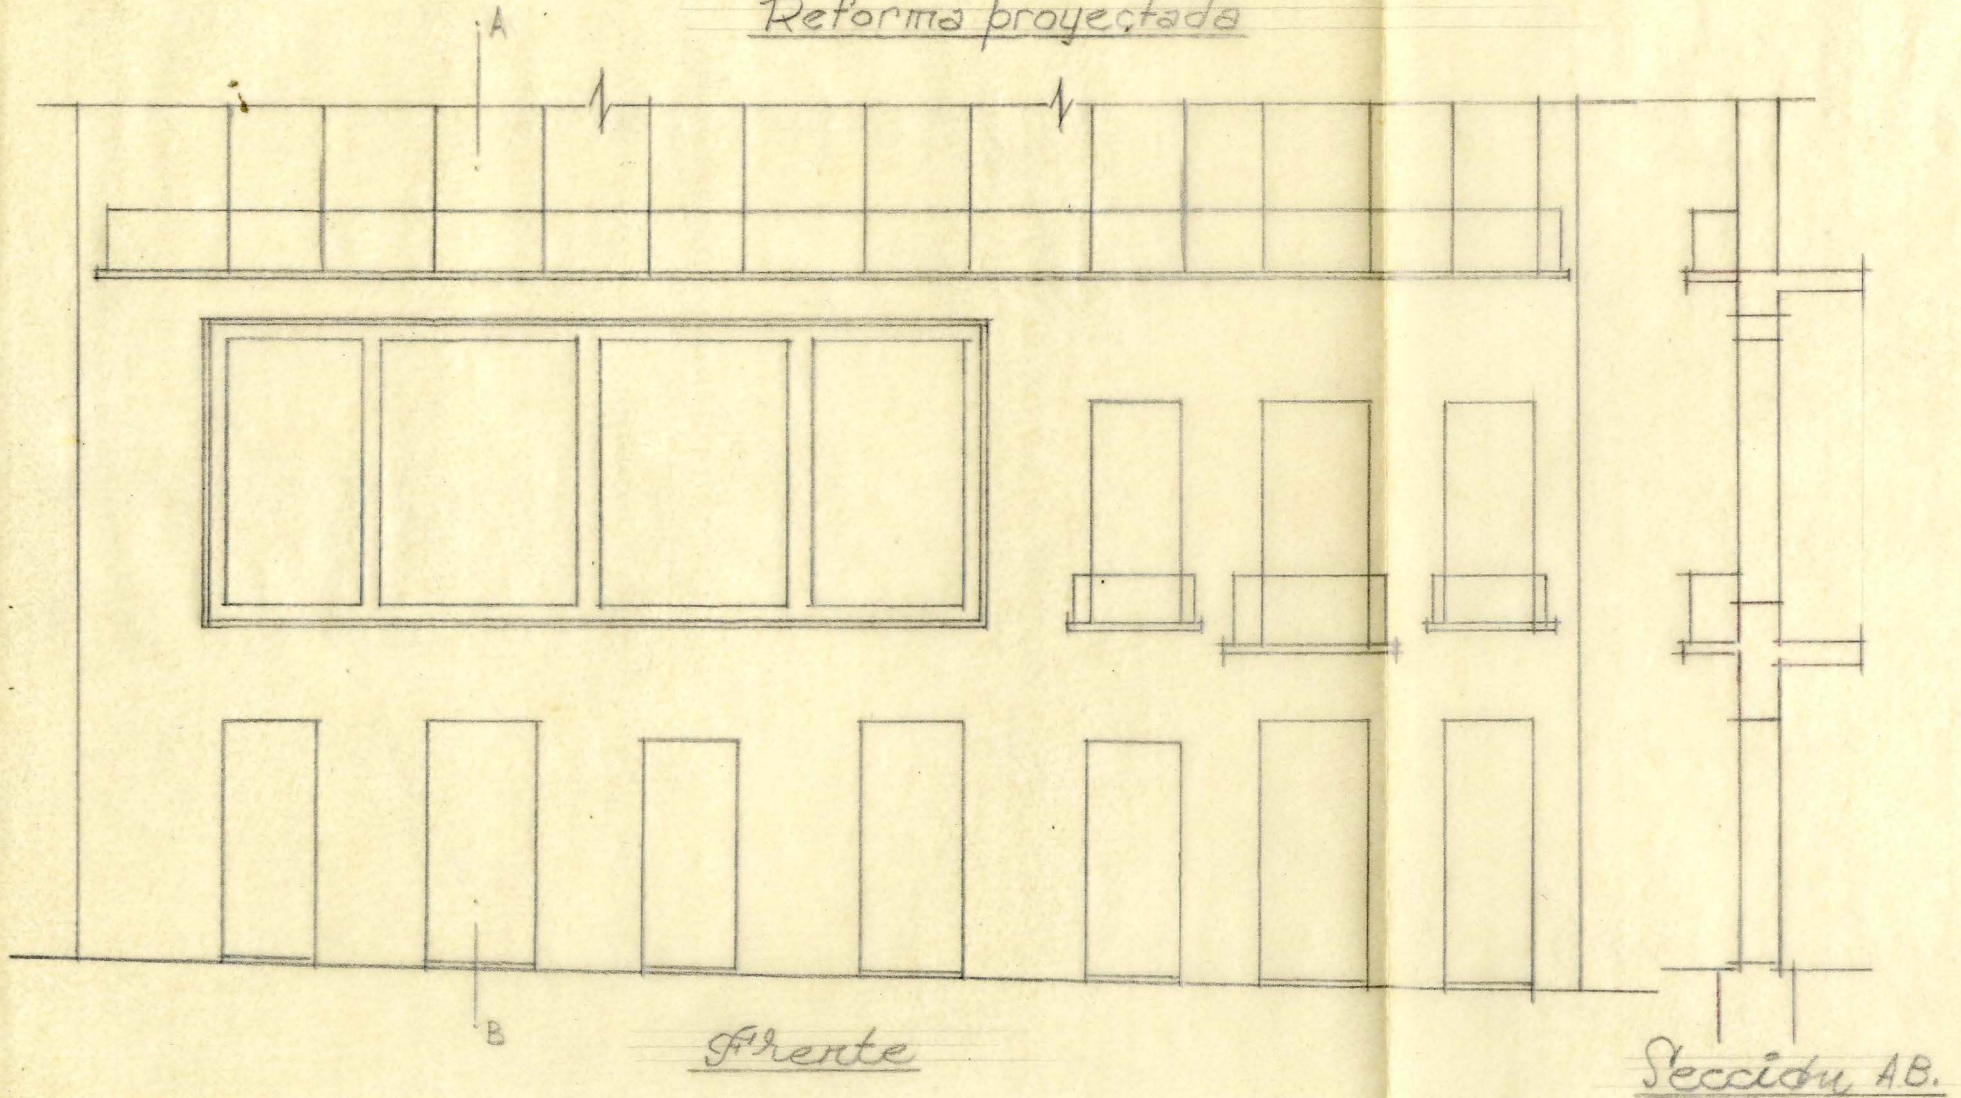 Reforma proyectada
A
B
Frente
Sección AB.